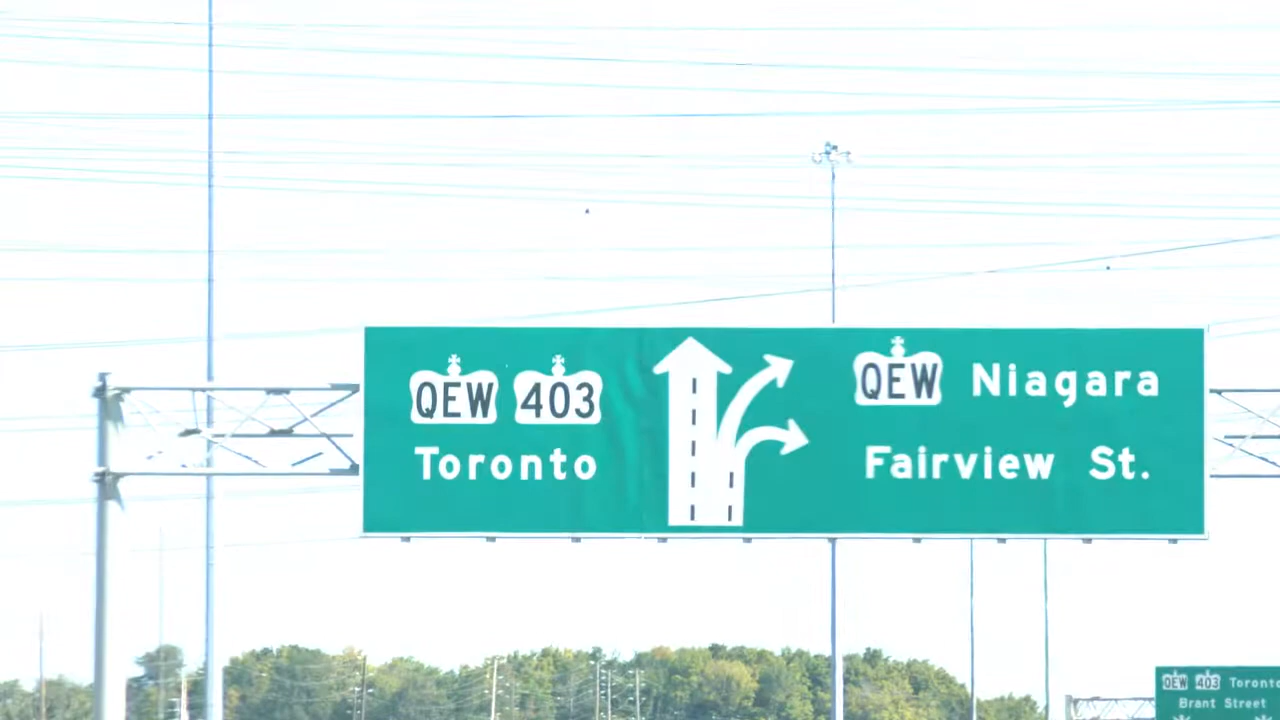 QEW 403
Toronto
QEW Niagara
Fairview St.
QEW 403 Toronto
Brant Street